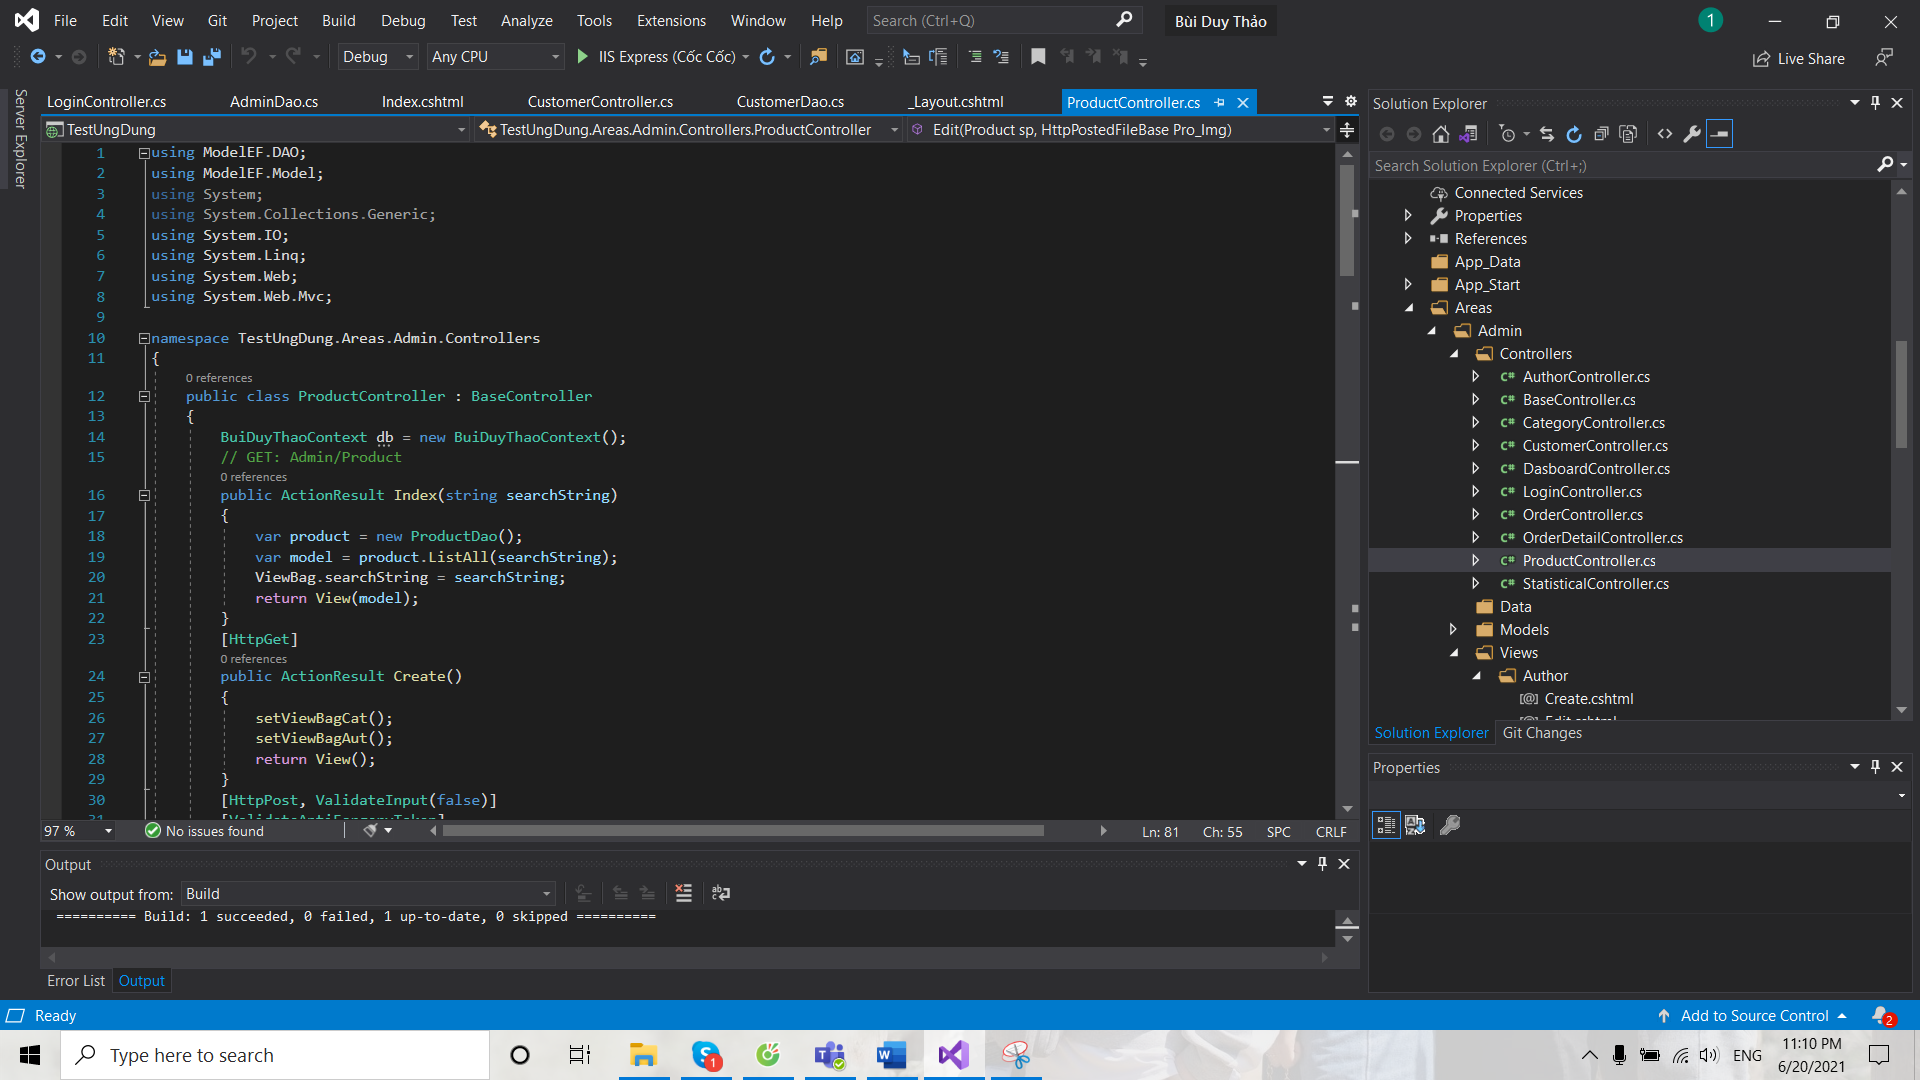 File Edit View Git Project Build Debug Test Analyze Tools Extensions Window Help Search (Ctrl+Q) Bùi Duy Thảo 1
Debug Any CPU IIS Express (Cốc Cốc) Live Share
Server Explorer
LoginController.cs AdminDao.cs Index.cshtml CustomerController.cs CustomerDao.cs _Layout.cshtml ProductController.cs
TestUngDung TestUngDung.Areas.Admin.Controllers.ProductController Edit(Product sp, HttpPostedFileBase Pro_Img)
1 using ModelEF.DAO;
2 using ModelEF.Model;
3 using System;
4 using System.Collections.Generic;
5 using System.IO;
6 using System.Linq;
7 using System.Web;
8 using System.Web.Mvc;
9
10 namespace TestUngDung.Areas.Admin.Controllers
11 {
0 references
12 public class ProductController : BaseController
13 {
14 BuiDuyThaoContext db = new BuiDuyThaoContext();
15 // GET: Admin/Product
0 references
16 public ActionResult Index(string searchString)
17 {
18 var product = new ProductDao();
19 var model = product.ListAll(searchString);
20 ViewBag.searchString = searchString;
21 return View(model);
22 }
23 [HttpGet]
0 references
24 public ActionResult Create()
25 {
26 setViewBagCat();
27 setViewBagAut();
28 return View();
29 }
30 [HttpPost, ValidateInput(false)]
31 [ValidateAntiForgeryToken]
97 % No issues found Ln: 81 Ch: 55 SPC CRLF
Output
Show output from: Build
========== Build: 1 succeeded, 0 failed, 1 up-to-date, 0 skipped ==========
Error List Output
Solution Explorer
Search Solution Explorer (Ctrl+;)
Connected Services
Properties
References
App_Data
App_Start
Areas
Admin
Controllers
C# AuthorController.cs
C# BaseController.cs
C# CategoryController.cs
C# CustomerController.cs
C# DasboardController.cs
C# LoginController.cs
C# OrderController.cs
C# OrderDetailController.cs
C# ProductController.cs
C# StatisticalController.cs
Data
Models
Views
Author
[@] Create.cshtml
[@] Edit.cshtml
Solution Explorer Git Changes
Properties
Ready Add to Source Control 2
Type here to search 1 ENG 11:10 PM
6/20/2021